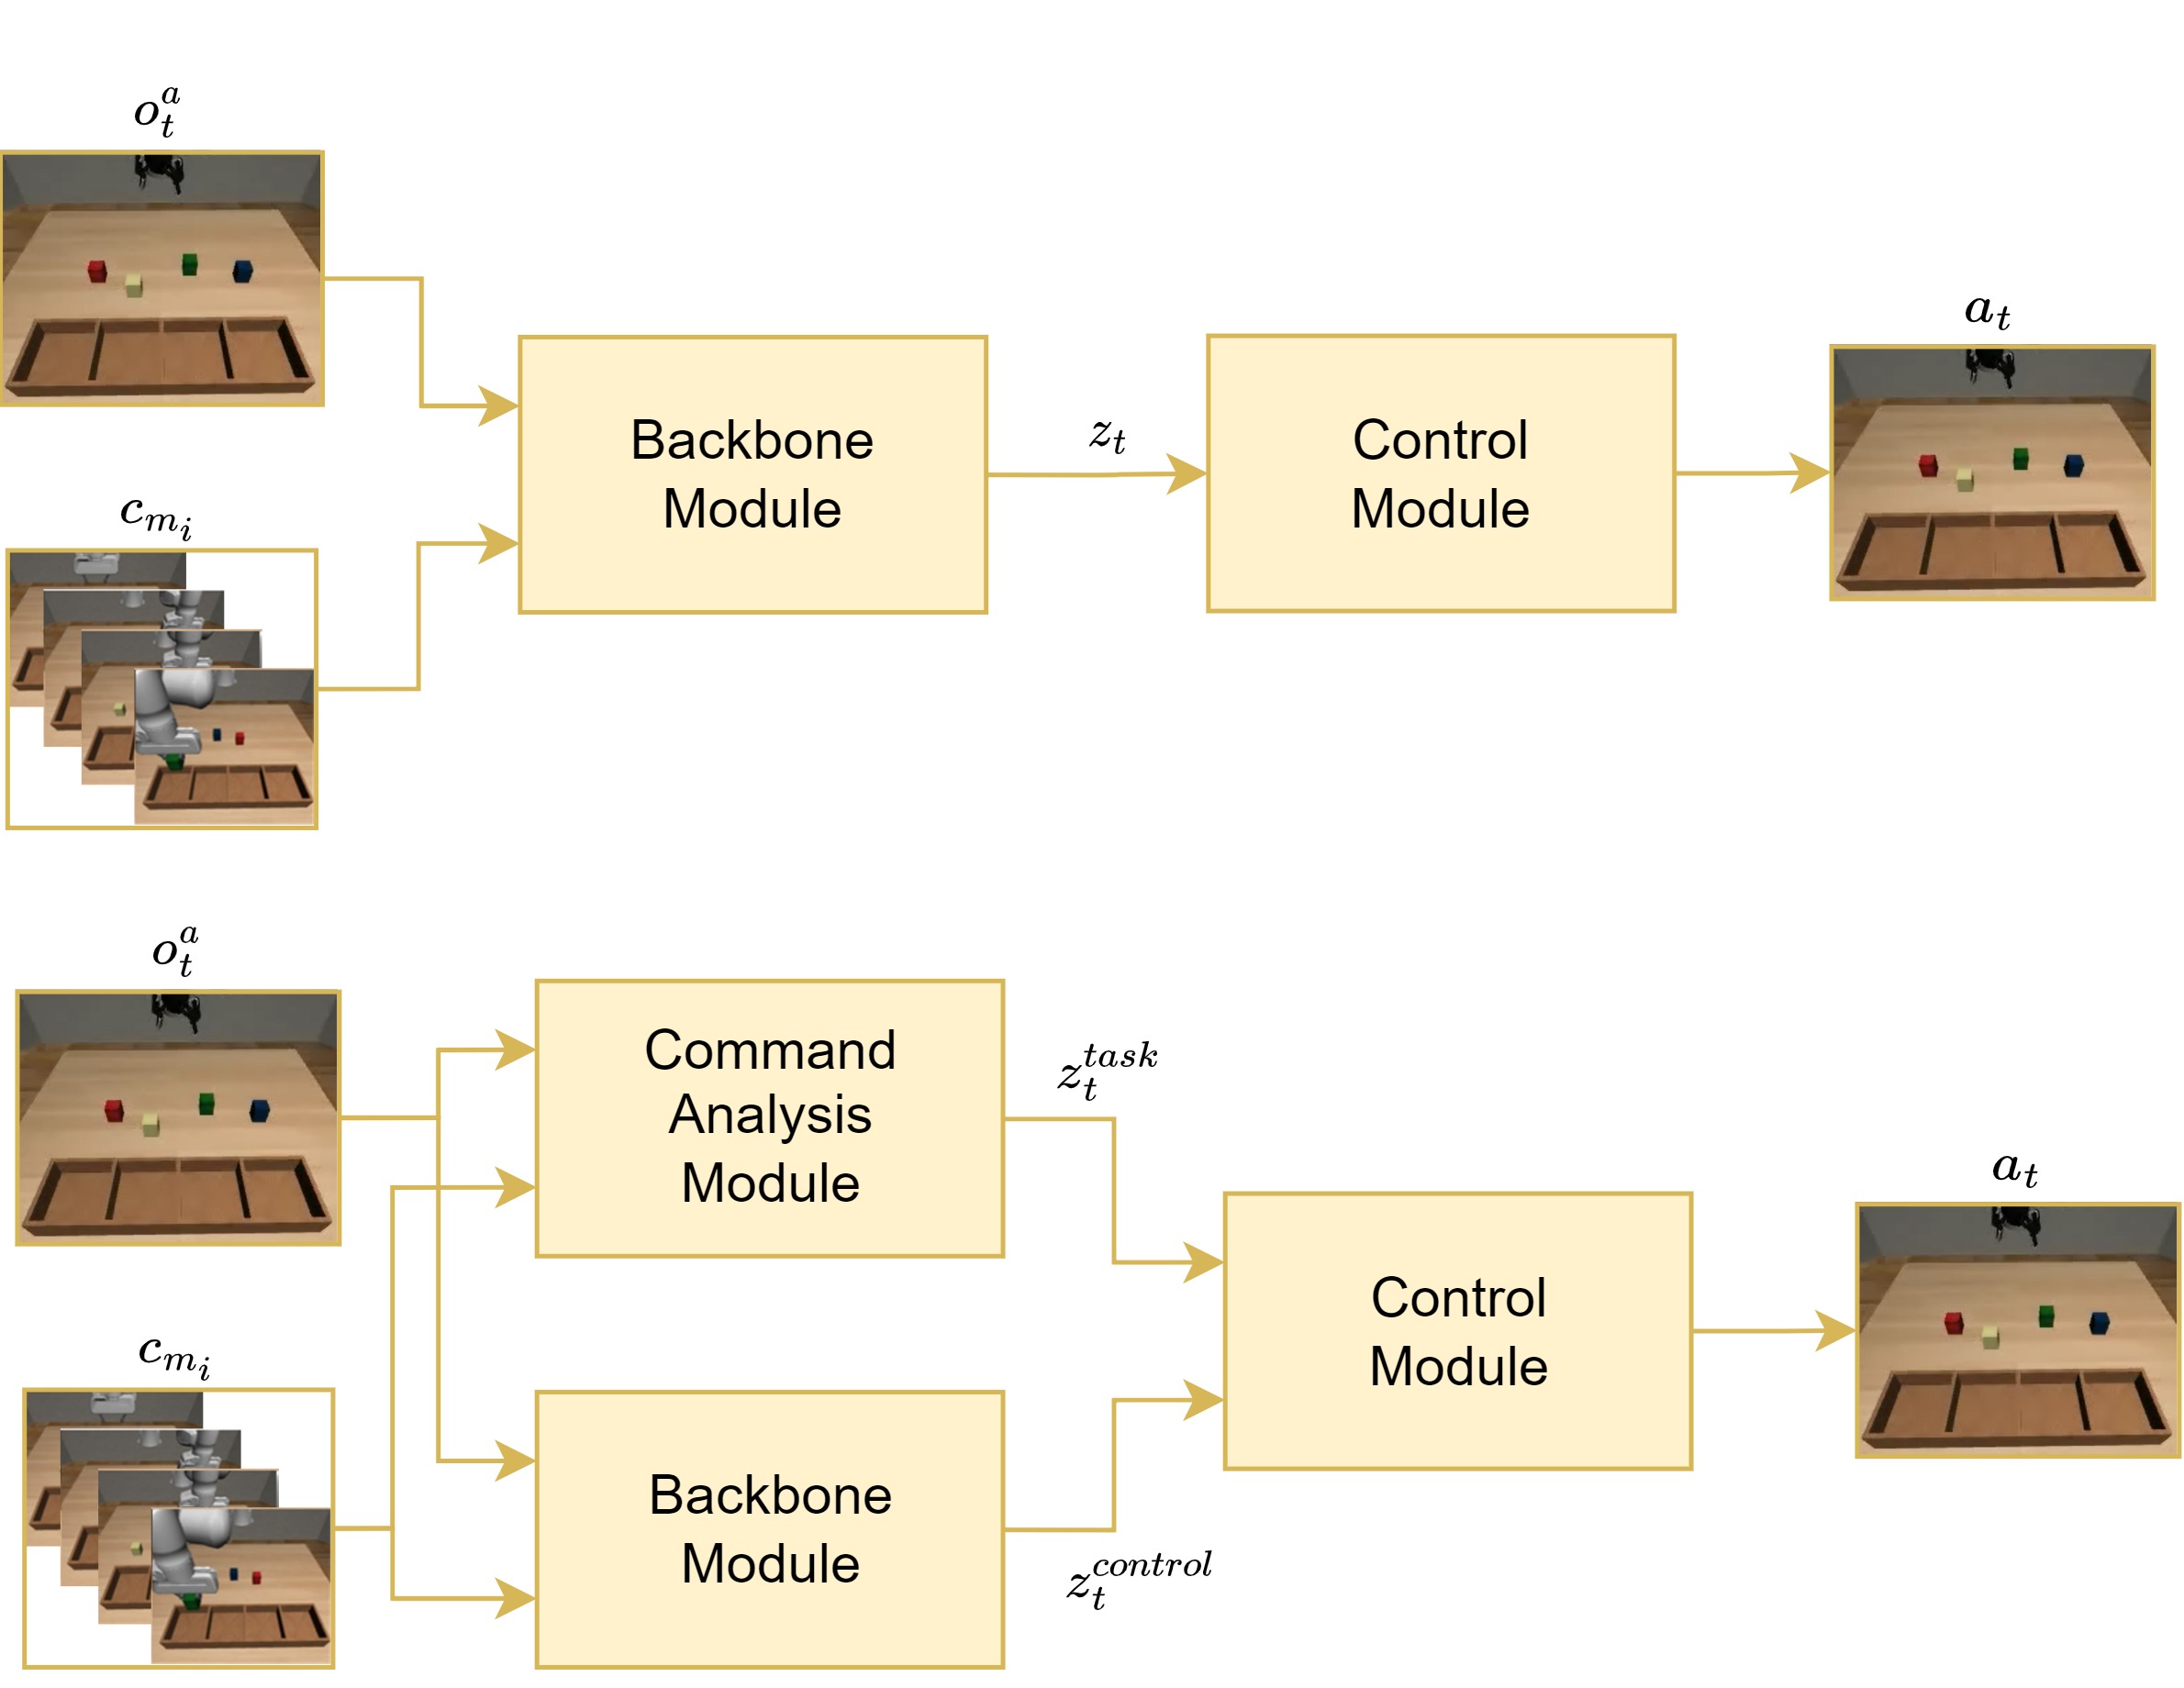 $o_t^a$
$c_{m_i}$
Backbone
Module
$z_t$
Control
Module
$a_t$
$o_t^a$
$c_{m_i}$
Command
Analysis
Module
$z_t^{task}$
Backbone
Module
$z_t^{control}$
Control
Module
$a_t$